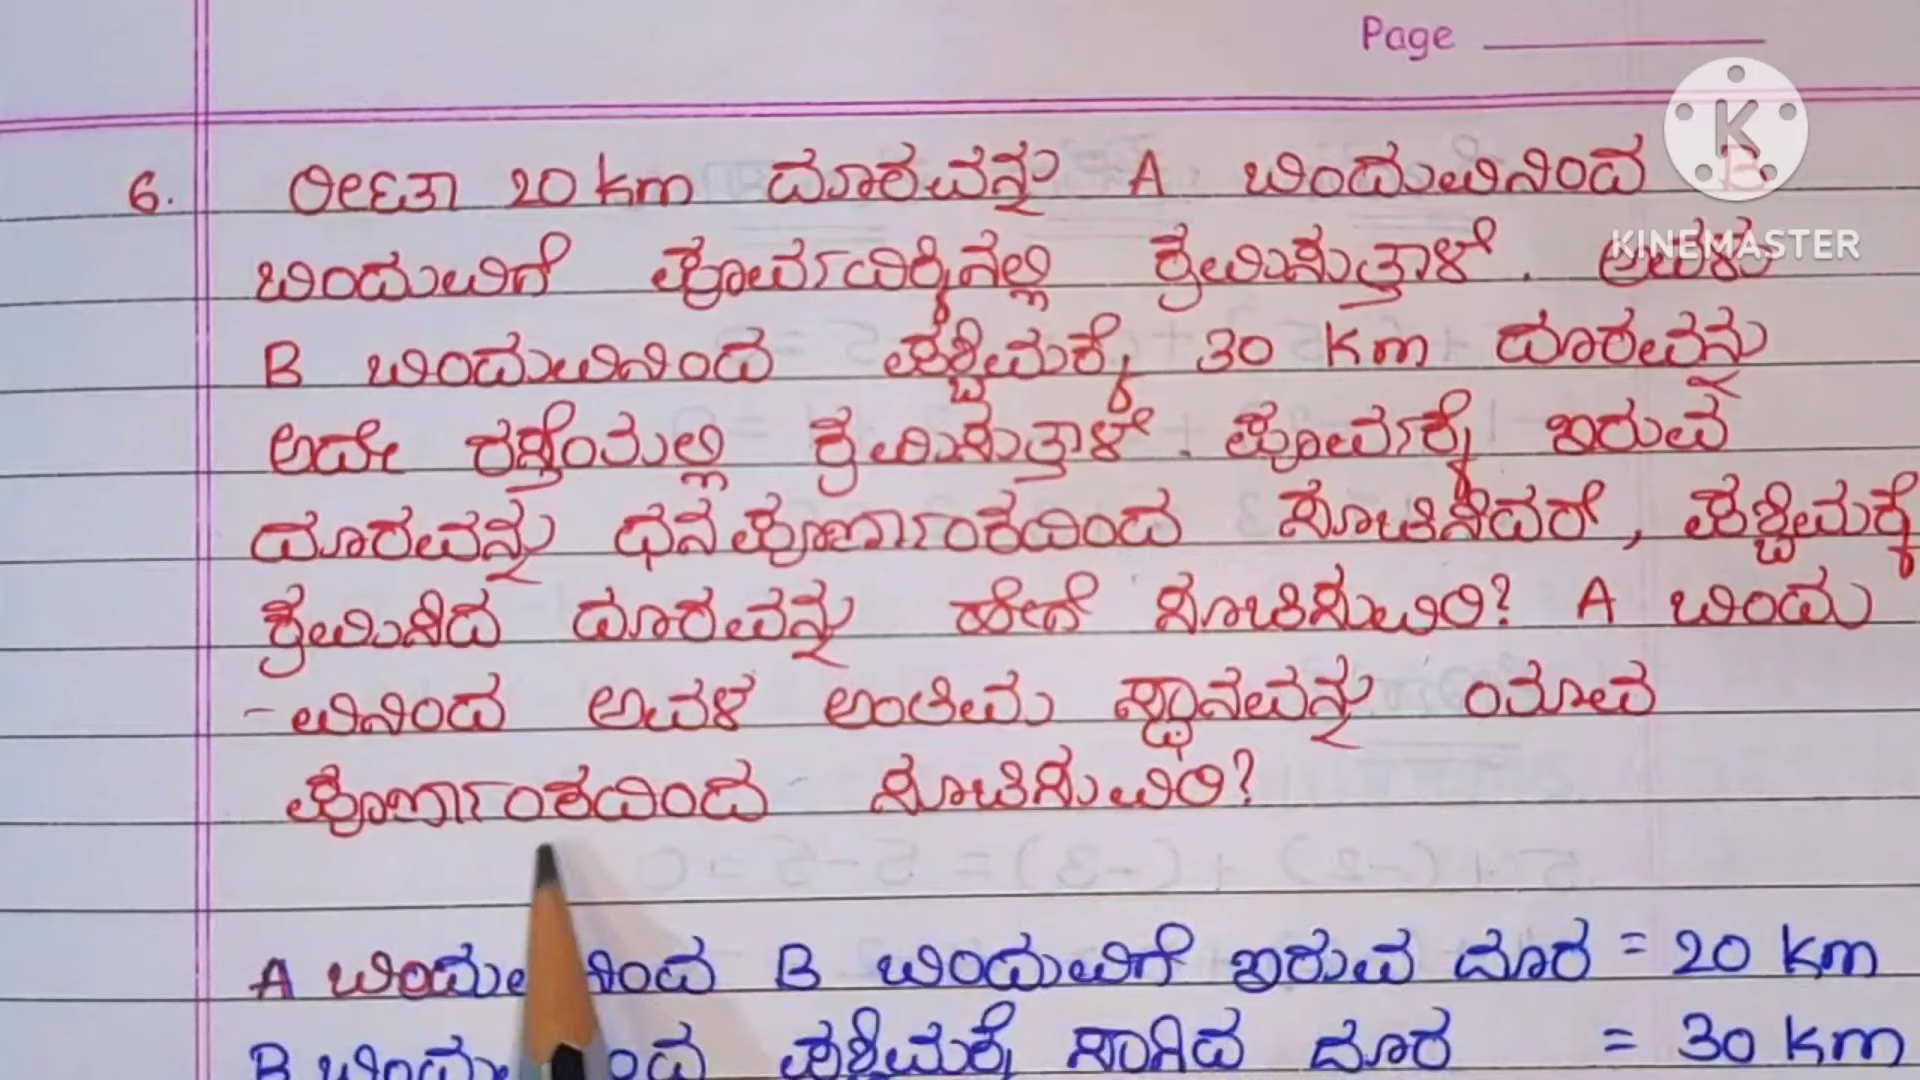 Page
K
KINEMASTER
6. ರೀಟಾ 20 km ದೂರವನ್ನು A ಬಿಂದುವಿನಿಂದ B
ಬಿಂದುವಿಗೆ ಪೂರ್ವದಿಕ್ಕಿನಲ್ಲಿ ಕ್ರಮಿಸುತ್ತಾಳೆ. ಅವಳು
B ಬಿಂದುವಿನಿಂದ ಪಶ್ಚಿಮಕ್ಕೆ 30 Km ದೂರವನ್ನು
ಅದೇ ರಸ್ತೆಯಲ್ಲಿ ಕ್ರಮಿಸುತ್ತಾಳೆ. ಪೂರ್ವಕ್ಕೆ ಇರುವ
ದೂರವನ್ನು ಧನಪೂರ್ಣಾಂಕದಿಂದ ಸೂಚಿಸಿದರೆ, ಪಶ್ಚಿಮಕ್ಕೆ
ಕ್ರಮಿಸಿದ ದೂರವನ್ನು ಹೇಗೆ ಸೂಚಿಸುವಿರಿ? A ಬಿಂದು
-ವಿನಿಂದ ಅವಳ ಅಂತಿಮ ಸ್ಥಾನವನ್ನು ಯಾವ
ಪೂರ್ಣಾಂಕದಿಂದ ಸೂಚಿಸುವಿರಿ?
A ಬಿಂದುವಿನಿಂದ B ಬಿಂದುವಿಗೆ ಇರುವ ದೂರ = 20 km
B ಬಿಂದುವಿನಿಂದ ಪಶ್ಚಿಮಕ್ಕೆ ಸಾಗಿದ ದೂರ = 30 km